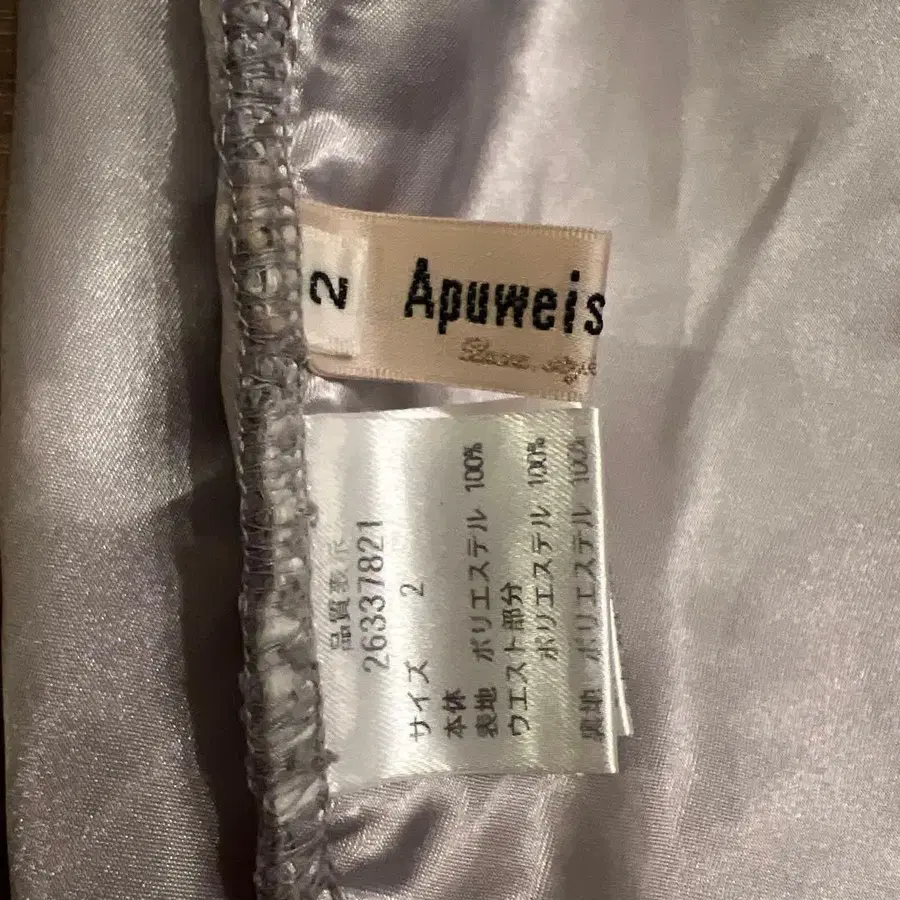 2
Apuweis
品質表示
26337821
サイズ 2
本体
表地 ポリエステル 100%
ウエスト部分
ポリエステル 100%
裏地 ポリエステル 100%